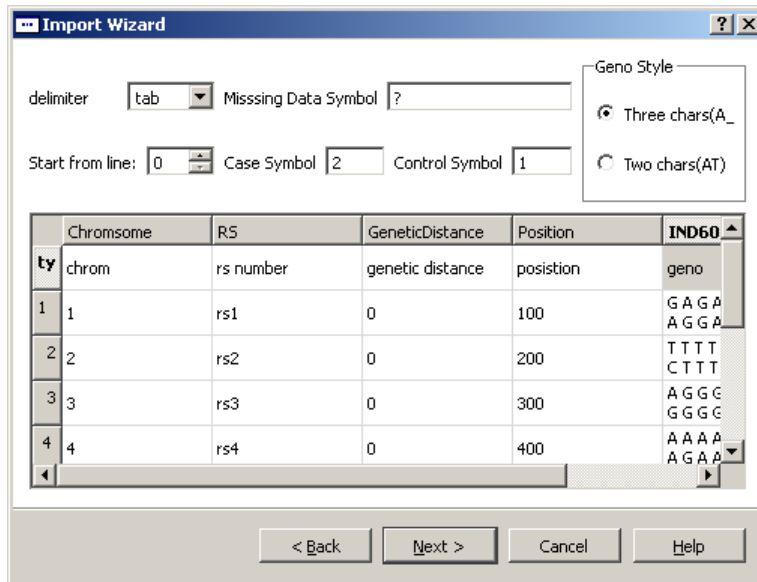 Import Wizard
Geno Style
delimiter tab Misssing Data Symbol ?
Three chars(A_
Start from line: 0 Case Symbol 2 Control Symbol 1
Two chars(AT)
Chromsome RS GeneticDistance Position IND60
ty chrom rs number genetic distance posistion geno
1 1 rs1 0 100 G A G A
A G G A
2 2 rs2 0 200 T T T T
C T T T
3 3 rs3 0 300 A G G G
G G G G
4 4 rs4 0 400 A A A A
A G A A
< Back Next > Cancel Help